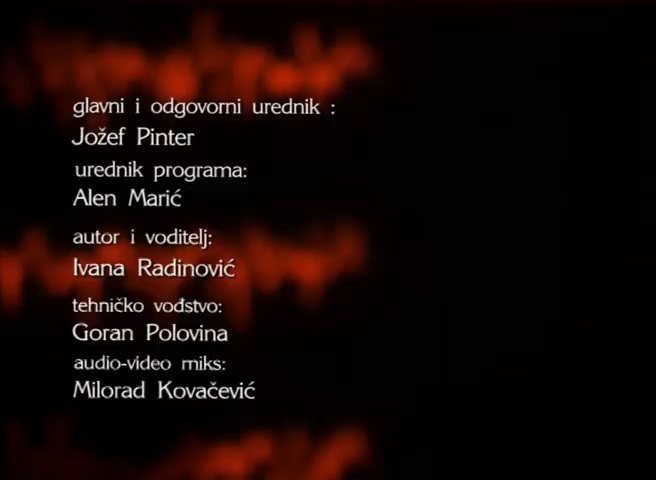 glavni i odgovorni urednik :
Jožef Pinter
urednik programa:
Alen Marić
autor i voditelj:
Ivana Radinović
tehničko vođstvo:
Goran Polovina
audio-video miks:
Milorad Kovačević